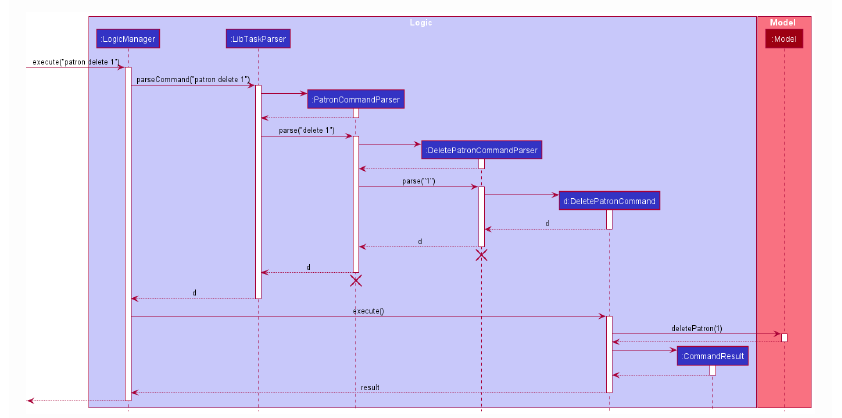 Logic
Model
:LogicManager
:LibTaskParser
:Model
execute("patron delete 1")
parseCommand("patron delete 1")
:PatronCommandParser
parse("delete 1")
:DeletePatronCommandParser
parse("1")
d:DeletePatronCommand
d
d
d
d
execute()
deletePatron(1)
:CommandResult
result